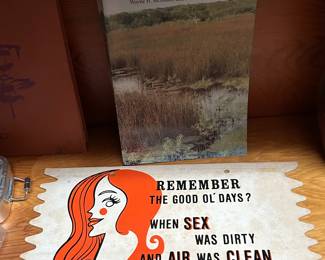 REMEMBER
THE GOOD OL' DAYS?
WHEN SEX
WAS DIRTY
AND AIR WAS CLEAN